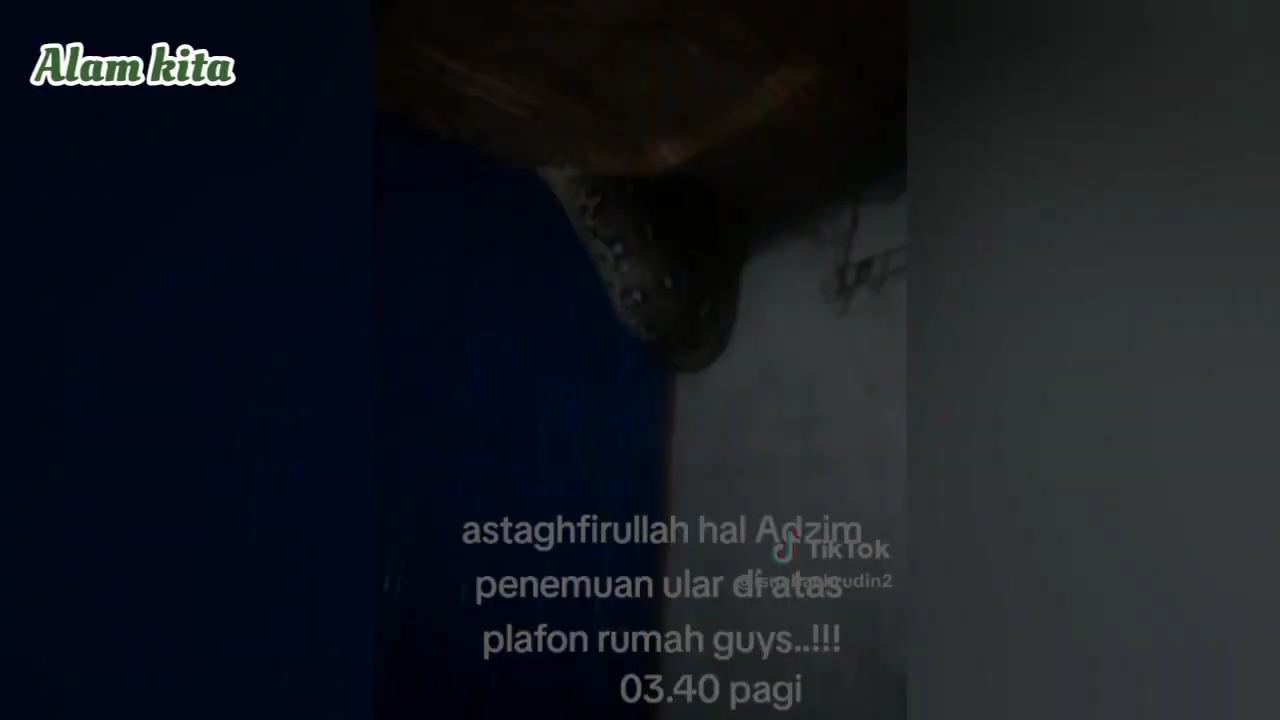 Alam kita
astaghfirullah hal Adzim
TikTok
penemuan ular di atas
plafon rumah guys..!!!
03.40 pagi